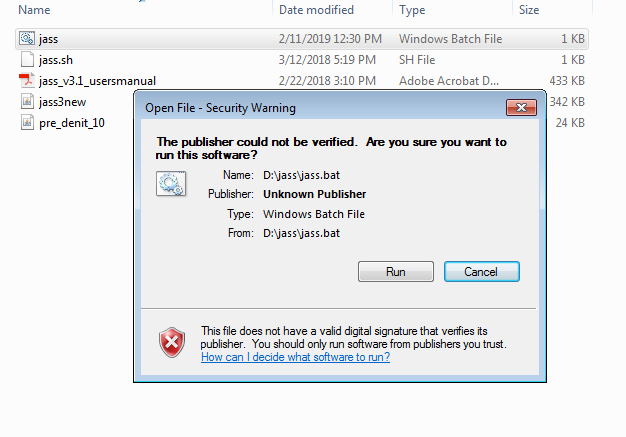 Name Date modified Type Size
jass 2/11/2019 12:30 PM Windows Batch File 1 KB
jass.sh 3/12/2018 5:19 PM SH File 1 KB
jass_v3.1_usersmanual 2/22/2018 3:10 PM Adobe Acrobat D... 433 KB
jass3new 342 KB
pre_denit_10 24 KB
Open File - Security Warning
The publisher could not be verified. Are you sure you want to
run this software?
Name: D:\jass\jass.bat
Publisher: Unknown Publisher
Type: Windows Batch File
From: D:\jass\jass.bat
Run Cancel
This file does not have a valid digital signature that verifies its
publisher. You should only run software from publishers you trust.
How can I decide what software to run?